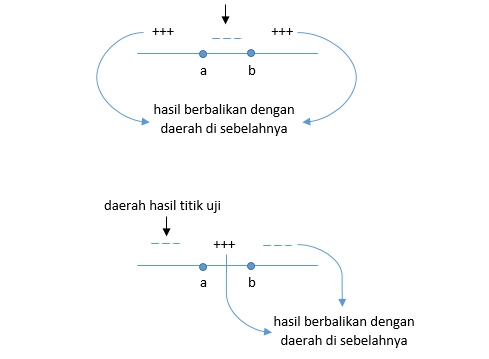 +++ --- +++
a b
hasil berbalikan dengan
daerah di sebelahnya
daerah hasil titik uji
--- +++ ---
a b
hasil berbalikan dengan
daerah di sebelahnya